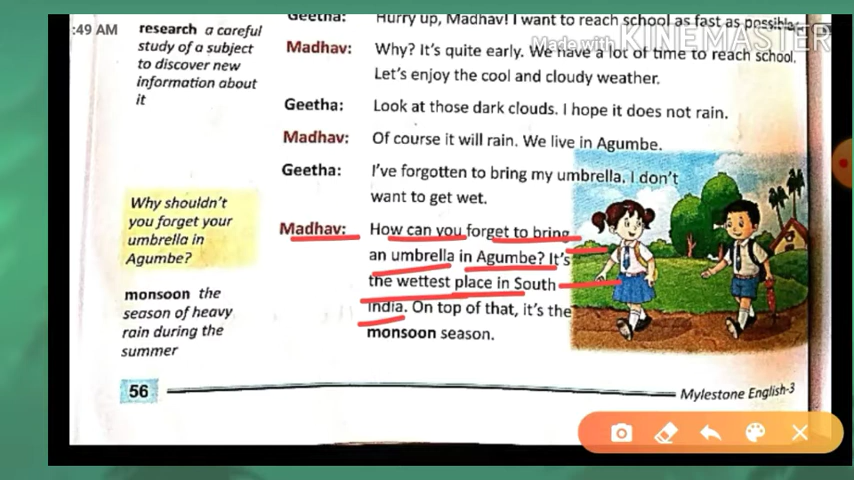 :49 AM
research a careful
study of a subject
to discover new
information about
it
Geetha: Hurry up, Madhav! I want to reach school as fast as possible.
Made with KINEMASTER
Madhav: Why? It's quite early. We have a lot of time to reach school.
Let's enjoy the cool and cloudy weather.
Geetha: Look at those dark clouds. I hope it does not rain.
Madhav: Of course it will rain. We live in Agumbe.
Geetha: I've forgotten to bring my umbrella. I don't
want to get wet.
Why shouldn't
you forget your
umbrella in
Agumbe?
Madhav: How can you forget to bring
an umbrella in Agumbe? It's
the wettest place in South
India. On top of that, it's the
monsoon season.
monsoon the
season of heavy
rain during the
summer
56
Mylestone English-3